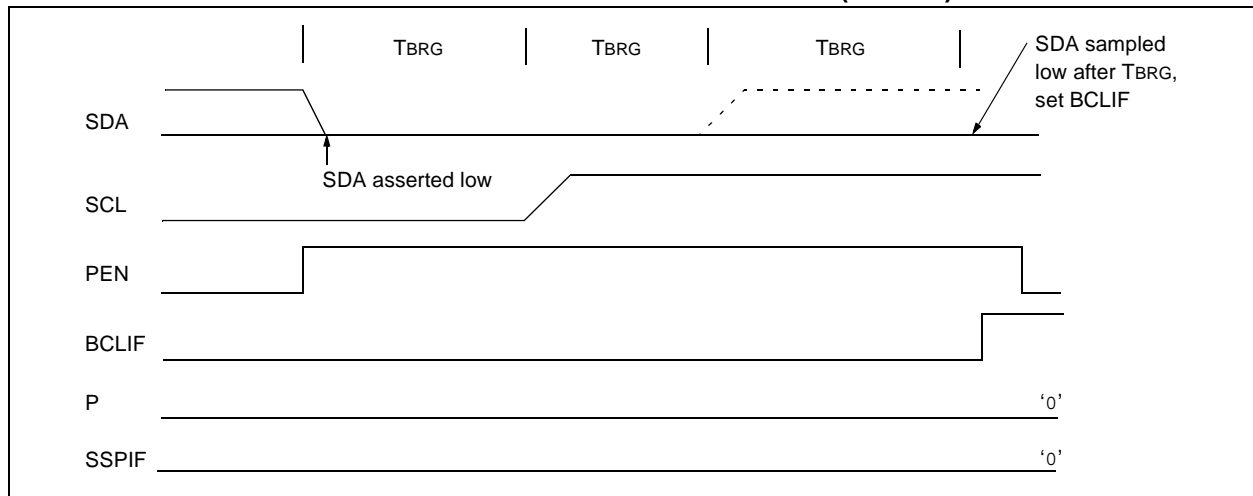 TBRG TBRG TBRG
SDA sampled
low after TBRG,
set BCLIF
SDA
SDA asserted low
SCL
PEN
BCLIF
P ‘0’
SSPIF ‘0’